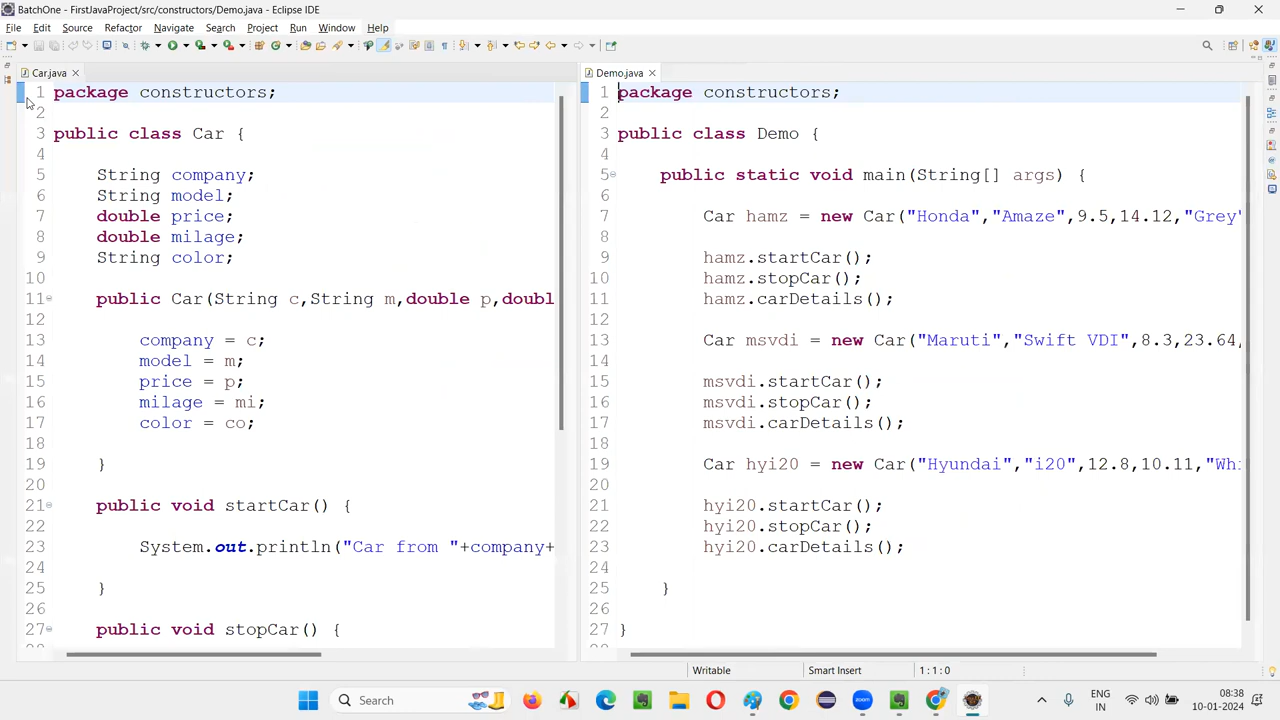 BatchOne - FirstJavaProject/src/constructors/Demo.java - Eclipse IDE
File Edit Source Refactor Navigate Search Project Run Window Help
Car.java
1 package constructors;
2
3 public class Car {
4
5 String company;
6 String model;
7 double price;
8 double milage;
9 String color;
10
11 public Car(String c,String m,double p,doubl
12
13 company = c;
14 model = m;
15 price = p;
16 milage = mi;
17 color = co;
18
19 }
20
21 public void startCar() {
22
23 System.out.println("Car from "+company+
24
25 }
26
27 public void stopCar() {
Demo.java
1 package constructors;
2
3 public class Demo {
4
5 public static void main(String[] args) {
6
7 Car hamz = new Car("Honda","Amaze",9.5,14.12,"Grey"
8
9 hamz.startCar();
10 hamz.stopCar();
11 hamz.carDetails();
12
13 Car msvdi = new Car("Maruti","Swift VDI",8.3,23.64,
14
15 msvdi.startCar();
16 msvdi.stopCar();
17 msvdi.carDetails();
18
19 Car hyi20 = new Car("Hyundai","i20",12.8,10.11,"Whi
20
21 hyi20.startCar();
22 hyi20.stopCar();
23 hyi20.carDetails();
24
25 }
26
27 }
Writable Smart Insert 1 : 1 : 0
Search
ENG
IN
08:38
10-01-2024